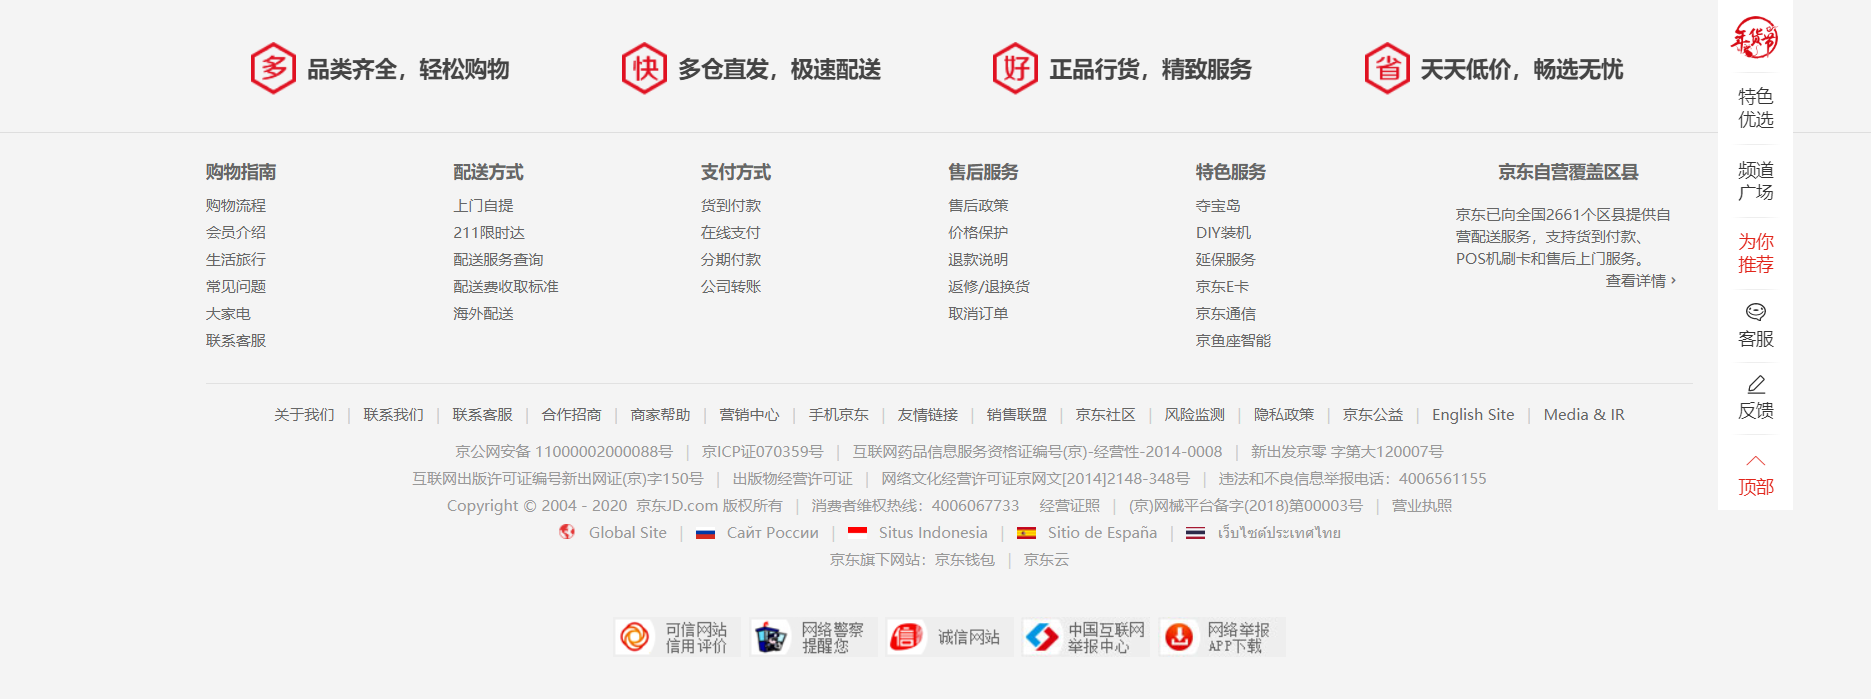 多 品类齐全，轻松购物
快 多仓直发，极速配送
好 正品行货，精致服务
省 天天低价，畅选无忧
购物指南
购物流程
会员介绍
生活旅行
常见问题
大家电
联系客服
配送方式
上门自提
211限时达
配送服务查询
配送费收取标准
海外配送
支付方式
货到付款
在线支付
分期付款
公司转账
售后服务
售后政策
价格保护
退款说明
返修/退换货
取消订单
特色服务
夺宝岛
DIY装机
延保服务
京东E卡
京东通信
京鱼座智能
京东自营覆盖区县
京东已向全国2661个区县提供自
营配送服务，支持货到付款、
POS机刷卡和售后上门服务。
查看详情 ›
关于我们 | 联系我们 | 联系客服 | 合作招商 | 商家帮助 | 营销中心 | 手机京东 | 友情链接 | 销售联盟 | 京东社区 | 风险监测 | 隐私政策 | 京东公益 | English Site | Media & IR
京公网安备 11000002000088号 | 京ICP证070359号 | 互联网药品信息服务资格证编号(京)-经营性-2014-0008 | 新出发京零 字第大120007号
互联网出版许可证编号新出网证(京)字150号 | 出版物经营许可证 | 网络文化经营许可证京网文[2014]2148-348号 | 违法和不良信息举报电话：4006561155
Copyright © 2004 - 2020 京东JD.com 版权所有 | 消费者维权热线：4006067733 经营证照 | (京)网械平台备字(2018)第00003号 | 营业执照
Global Site | Сайт России | Situs Indonesia | Sitio de España | เว็บไซต์ประเทศไทย
京东旗下网站：京东钱包 | 京东云
可信网站
信用评价
网络警察
提醒您
信 诚信网站
中国互联网
举报中心
网络举报
APP下载
年货节
特色
优选
频道
广场
为你
推荐
客服
反馈
顶部